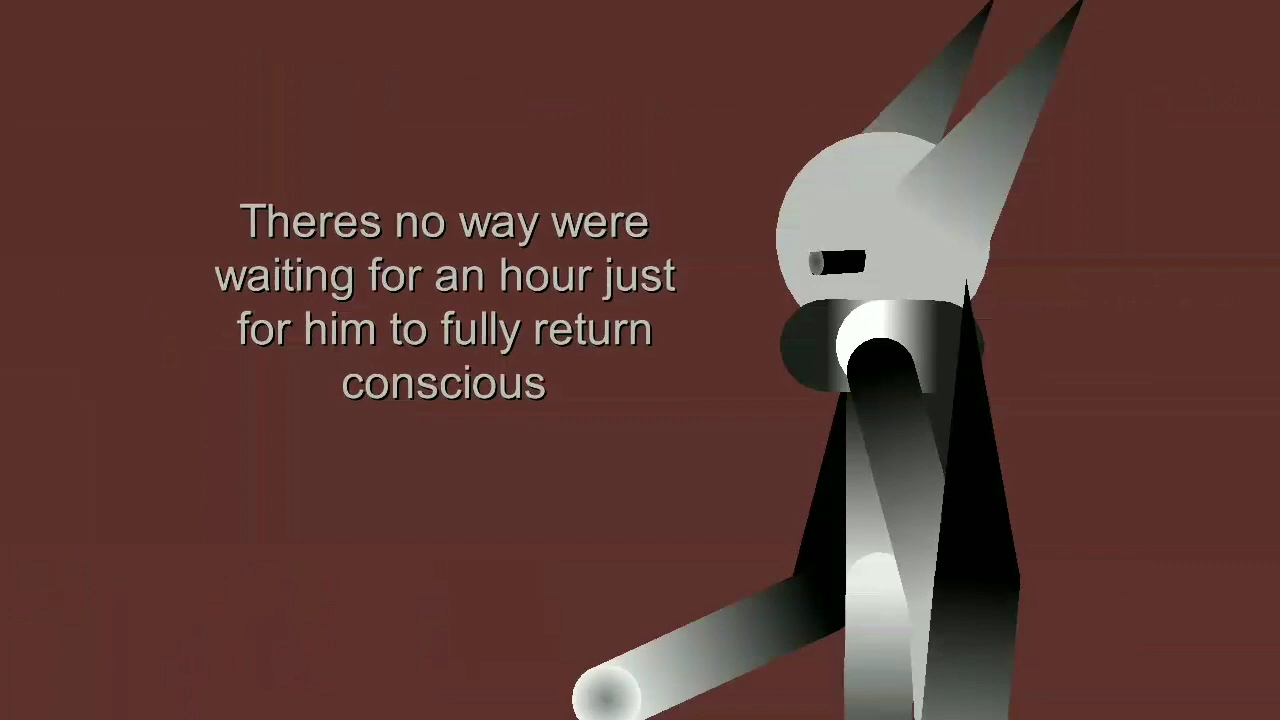 Theres no way were
waiting for an hour just
for him to fully return
conscious